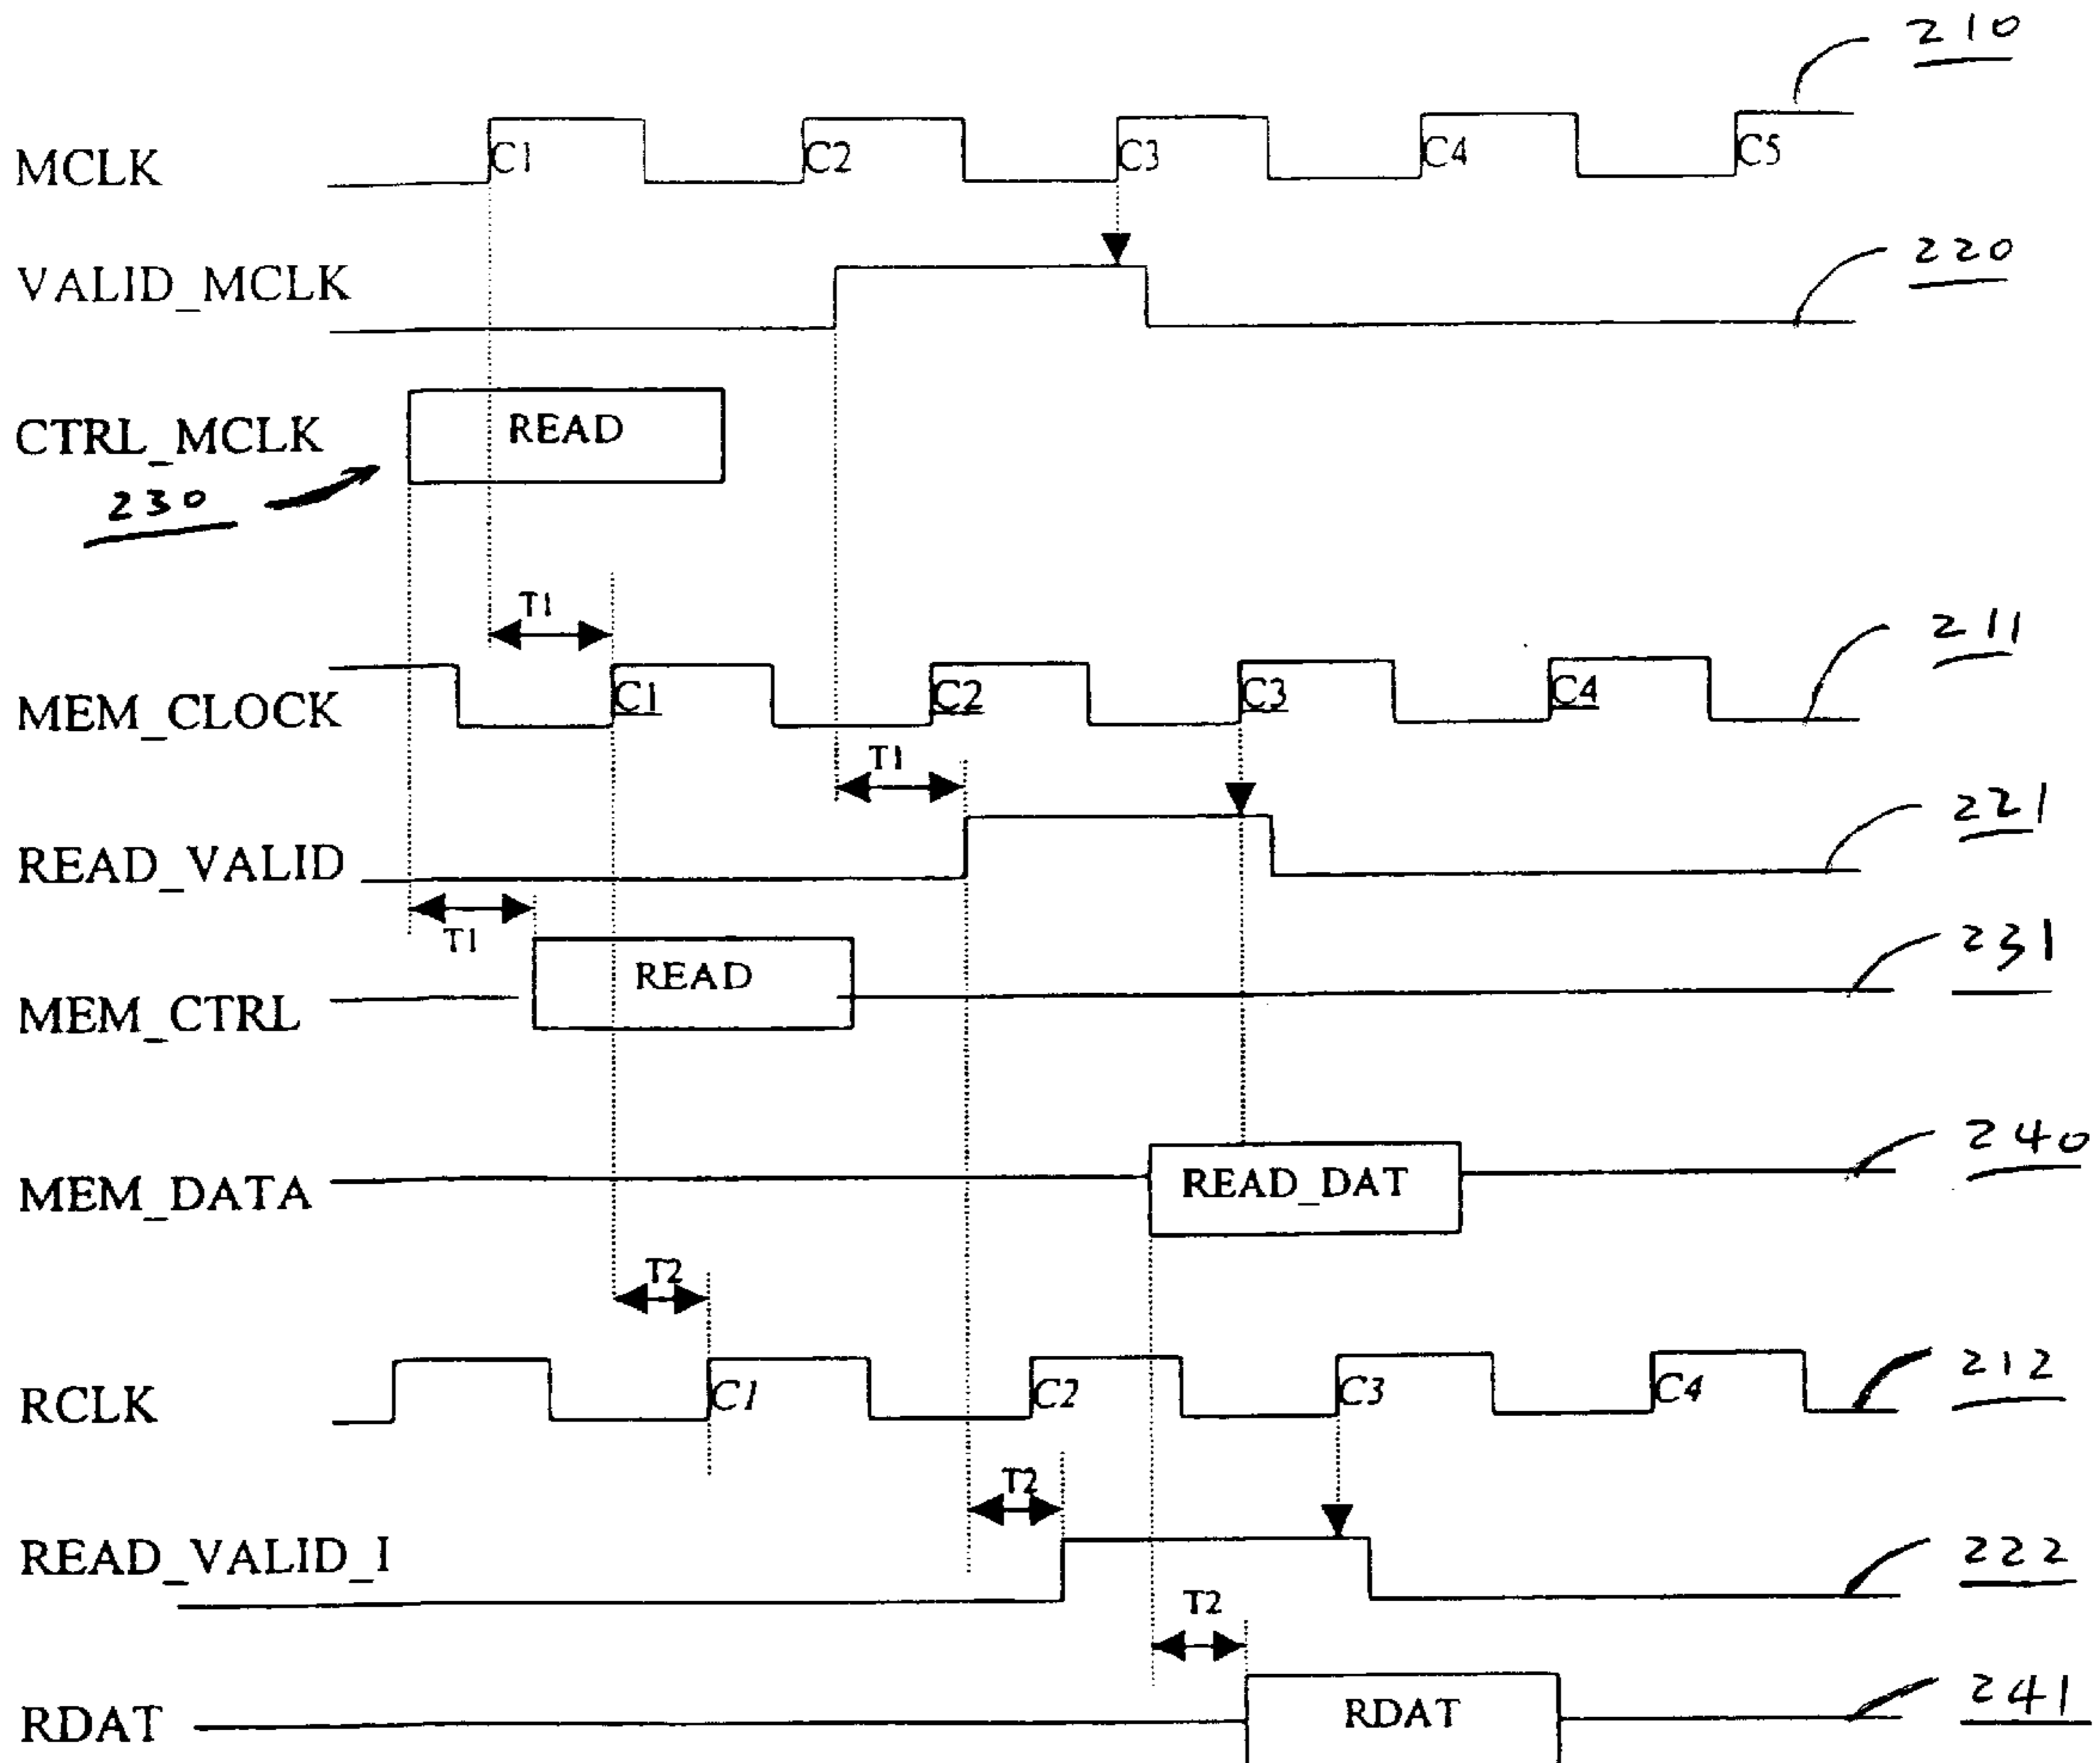 210
MCLK C1 C2 C3 C4 C5
220
VALID_MCLK
READ
CTRL_MCLK
230
T1
211
MEM_CLOCK C1 C2 C3 C4
T1
221
READ_VALID
T1
231
READ
MEM_CTRL
240
READ_DAT
MEM_DATA
T2
212
RCLK C1 C2 C3 C4
T2
222
READ_VALID_I
T2
241
RDAT RDAT